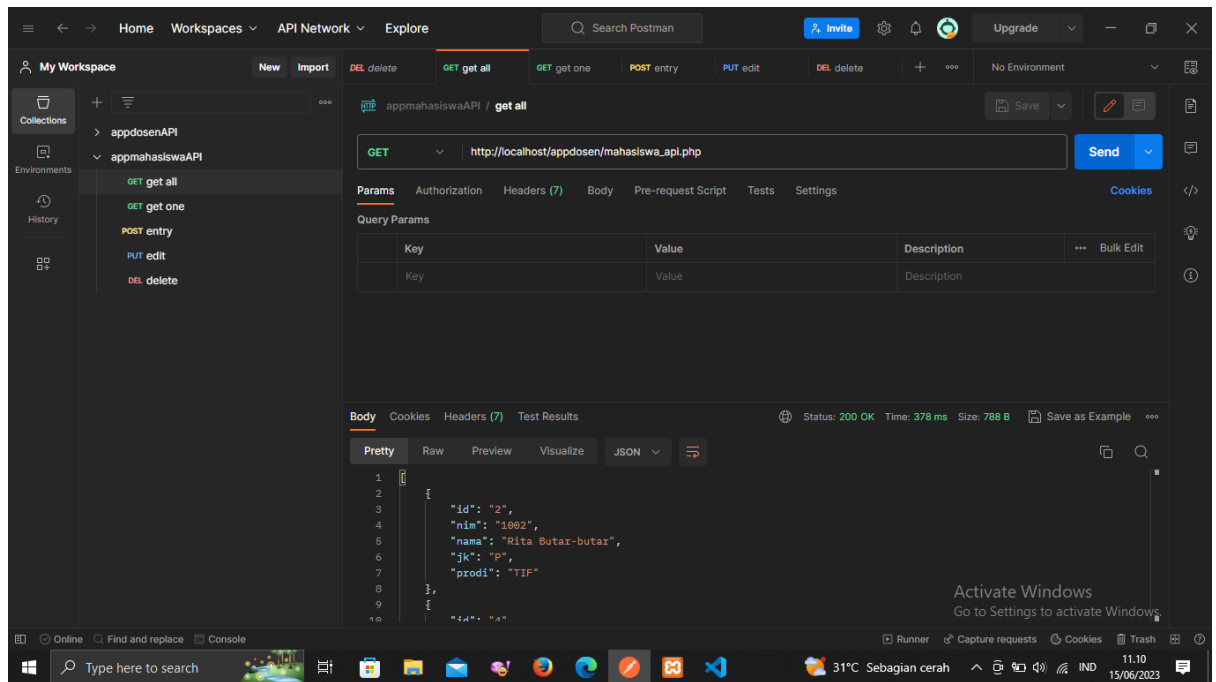 Home Workspaces API Network Explore Search Postman Invite Upgrade
My Workspace New Import DEL delete GET get all GET get one POST entry PUT edit DEL delete No Environment
Collections
appmahasiswaAPI / get all Save
appdosenAPI
appmahasiswaAPI
GET http://localhost/appdosen/mahasiswa_api.php Send
Environments
GET get all
Params Authorization Headers (7) Body Pre-request Script Tests Settings Cookies
GET get one
History
Query Params
POST entry
Key Value Description Bulk Edit
PUT edit
Key Value Description
DEL delete
Body Cookies Headers (7) Test Results Status: 200 OK Time: 378 ms Size: 788 B Save as Example
Pretty Raw Preview Visualize JSON
1 [
2 {
3 "id": "2",
4 "nim": "1002",
5 "nama": "Rita Butar-butar",
6 "jk": "P",
7 "prodi": "TIF"
8 },
9 {
10 "id": "4"
Activate Windows
Go to Settings to activate Windows.
Online Find and replace Console Runner Capture requests Cookies Trash
Type here to search 31°C Sebagian cerah IND 11.10
15/06/2023